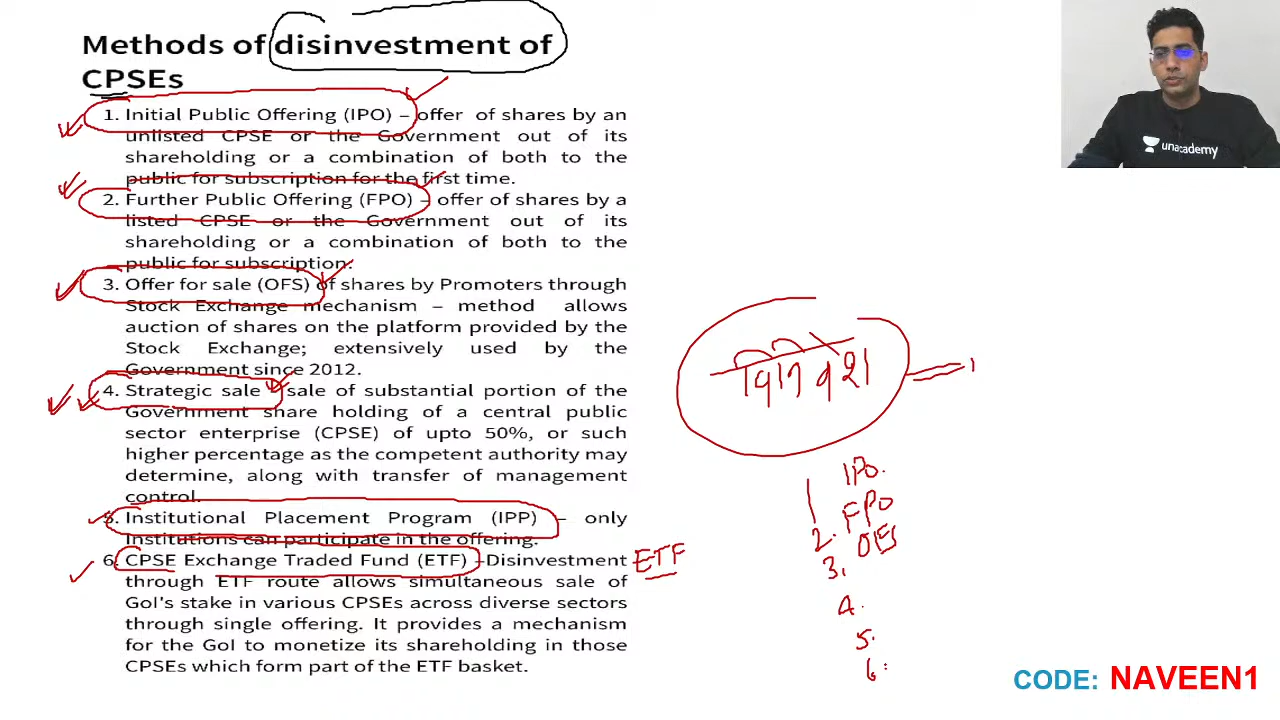 Methods of disinvestment of
CPSEs
1. Initial Public Offering (IPO) – offer of shares by an
unlisted CPSE or the Government out of its
shareholding or a combination of both to the
public for subscription for the first time.
2. Further Public Offering (FPO) – offer of shares by a
listed CPSE or the Government out of its
shareholding or a combination of both to the
public for subscription.
3. Offer for sale (OFS) of shares by Promoters through
Stock Exchange mechanism – method allows
auction of shares on the platform provided by the
Stock Exchange; extensively used by the
Government since 2012.
4. Strategic sale - sale of substantial portion of the
Government share holding of a central public
sector enterprise (CPSE) of upto 50%, or such
higher percentage as the competent authority may
determine, along with transfer of management
control.
5. Institutional Placement Program (IPP) – only
Institutions can participate in the offering.
6. CPSE Exchange Traded Fund (ETF) –Disinvestment
through ETF route allows simultaneous sale of
GoI's stake in various CPSEs across diverse sectors
through single offering. It provides a mechanism
for the GoI to monetize its shareholding in those
CPSEs which form part of the ETF basket.
ETF
1 IPO.
2. FPO
3. OFS
4.
5.
6.
unacademy
CODE: NAVEEN1